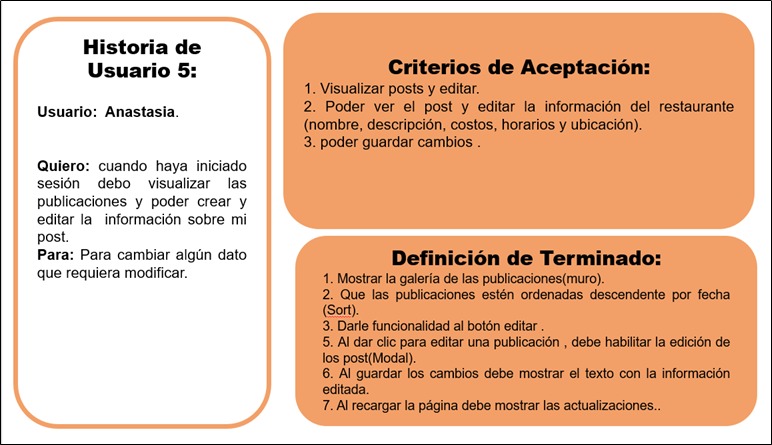 Historia de
Usuario 5:
Usuario: Anastasia.
Quiero: cuando haya iniciado
sesión debo visualizar las
publicaciones y poder crear y
editar la información sobre mi
post.
Para: Para cambiar algún dato
que requiera modificar.
Criterios de Aceptación:
1. Visualizar posts y editar.
2. Poder ver el post y editar la información del restaurante
(nombre, descripción, costos, horarios y ubicación).
3. poder guardar cambios .
Definición de Terminado:
1. Mostrar la galería de las publicaciones(muro).
2. Que las publicaciones estén ordenadas descendente por fecha
(Sort).
3. Darle funcionalidad al botón editar .
5. Al dar clic para editar una publicación , debe habilitar la edición de
los post(Modal).
6. Al guardar los cambios debe mostrar el texto con la información
editada.
7. Al recargar la página debe mostrar las actualizaciones..